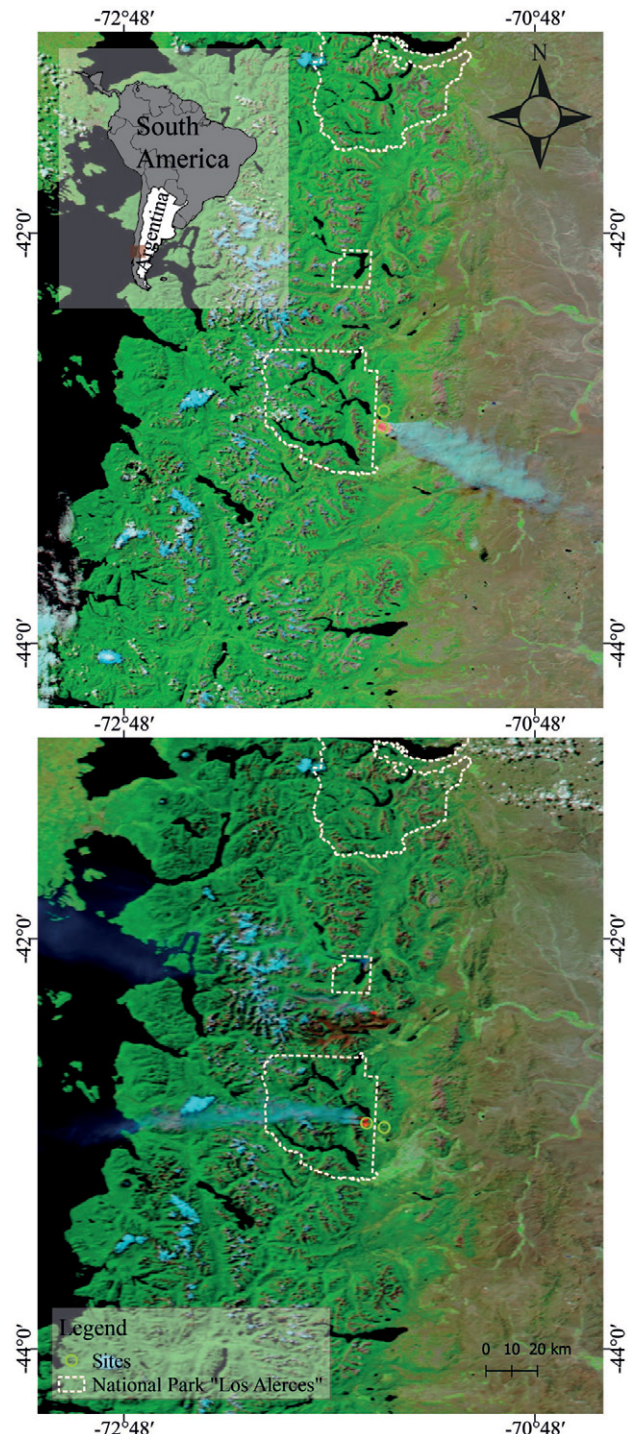 -72°48′
-70°48′
N
South
America
Argentina
-42°0′
-42°0′
-44°0′
-44°0′
-72°48′
-70°48′
-42°0′
-42°0′
-44°0′
-44°0′
Legend
Sites
National Park "Los Alerces"
0 10 20 km
-72°48′
-70°48′